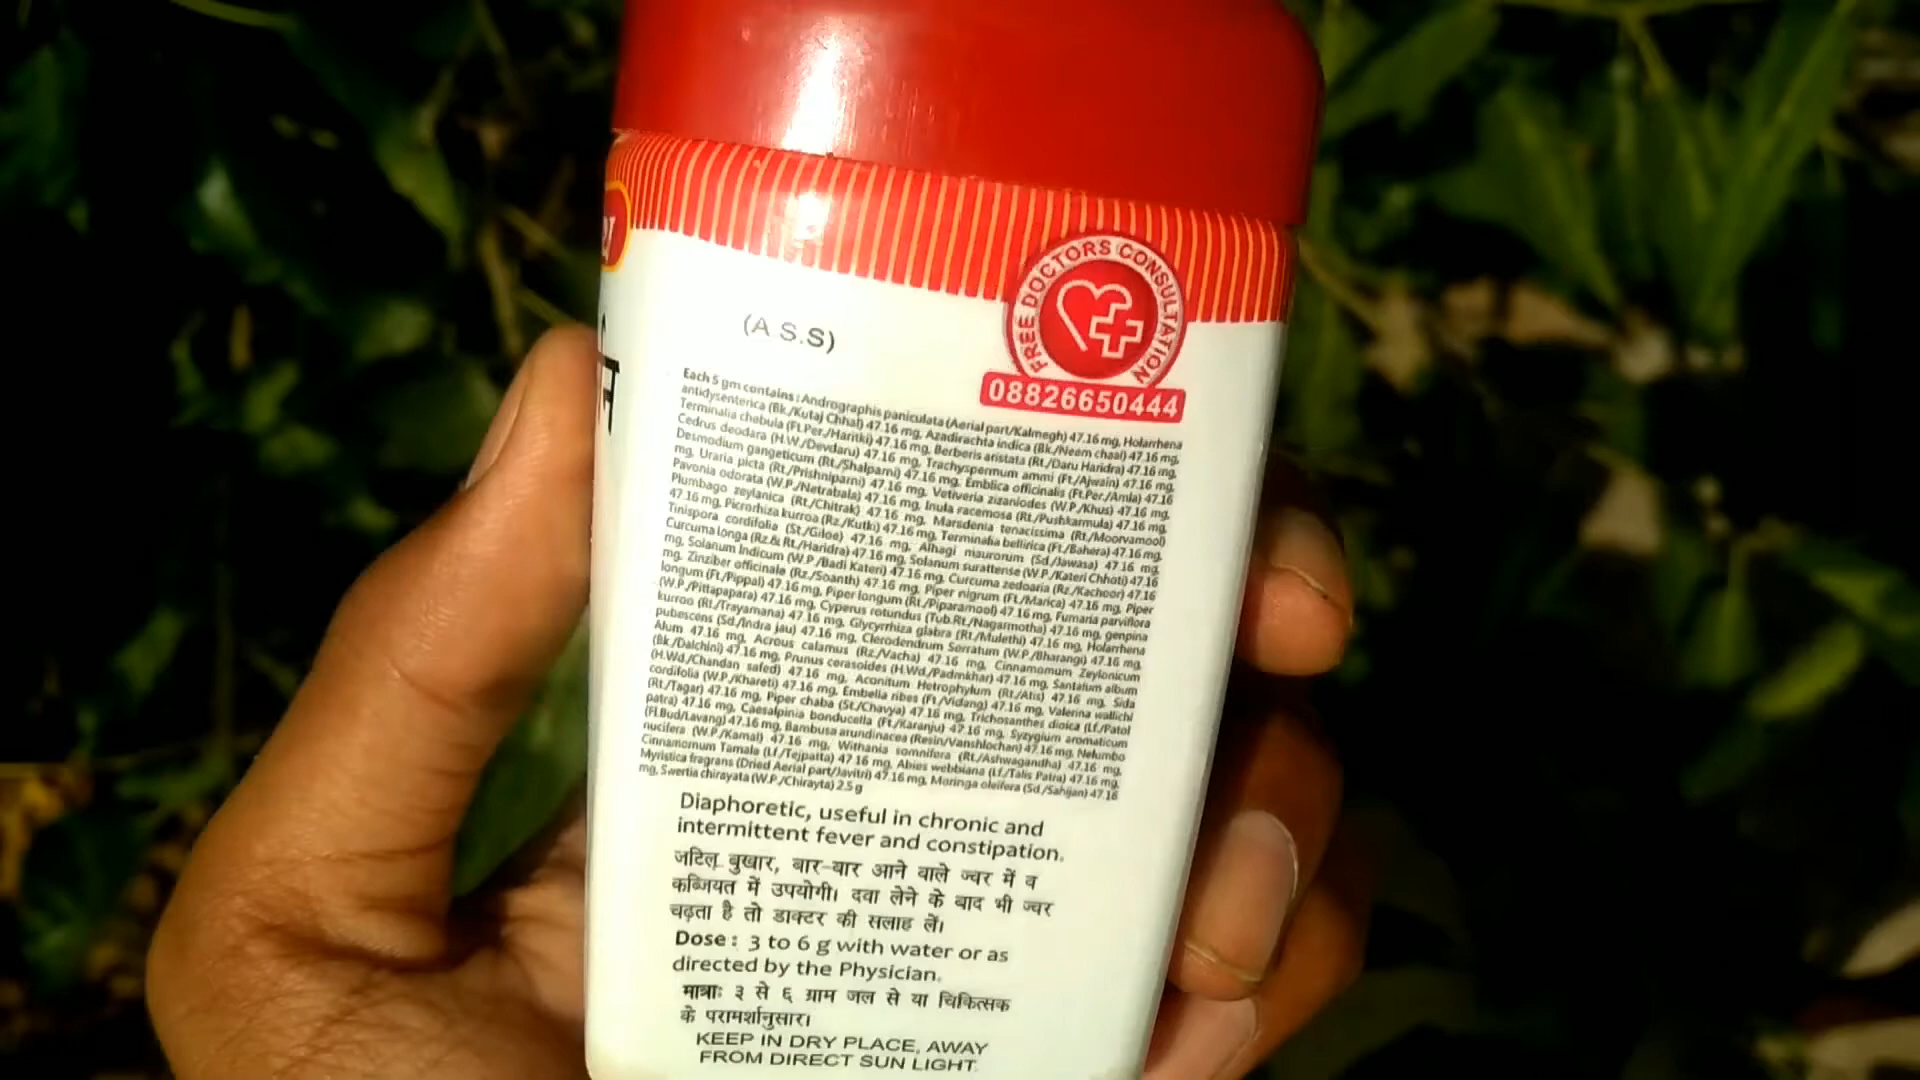 FREE DOCTORS CONSULTATION
08826650444
(A S.S)
Each 5 gm contains : Andrographis paniculata (Aerial part/Kalmegh) 47.16 mg, Holarrhena
antidysenterica (Bk./Kutaj Chhal) 47.16 mg, Azadirachta indica (Bk./Neem chaal) 47.16 mg,
Terminalia chebula (Ft.Per./Haritki) 47.16 mg, Berberis aristata (Rt./Daru Haridra) 47.16 mg,
Cedrus deodara (H.W./Devdaru) 47.16 mg, Trachyspermum ammi (Ft./Ajwain) 47.16 mg,
Desmodium gangeticum (Rt./Shalparni) 47.16 mg, Emblica officinalis (Ft.Per./Amla) 47.16
mg, Uraria picta (Rt./Prishniparni) 47.16 mg, Vetiveria zizaniodes (W.P./Khus) 47.16 mg,
Pavonia odorata (W.P./Netrabala) 47.16 mg, Inula racemosa (Rt./Pushkarmula) 47.16 mg,
Plumbago zeylanica (Rt./Chitrak) 47.16 mg, Marsdenia tenacissima (Rt./Moorvamool)
47.16 mg, Picrorhiza kurroa (Rz./Kutki) 47.16 mg, Terminalia bellirica (Ft./Bahera) 47.16 mg,
Tinispora cordifolia (St./Giloe) 47.16 mg, Alhagi maurorum (Sd./Jawasa) 47.16 mg,
Curcuma longa (Rz.& Rt./Haridra) 47.16 mg, Solanum surattense (W.P./Kateri Chhoti) 47.16
mg, Solanum Indicum (W.P./Badi Kateri) 47.16 mg, Curcuma zedoaria (Rz./Kachoor) 47.16
mg, Zinziber officinale (Rz./Soanth) 47.16 mg, Piper nigrum (Ft./Marica) 47.16 mg, Piper
longum (Ft./Pippal) 47.16 mg, Piper longum (Rt./Piparamool) 47.16 mg, Fumaria parviflora
(W.P./Pittapapara) 47.16 mg, Cyperus rotundus (Tub.Rt./Nagarmotha) 47.16 mg, genpina
kurroo (Rt./Trayamana) 47.16 mg, Glycyrrhiza glabra (Rt./Mulethi) 47.16 mg, Holarrhena
pubescens (Sd./Indra jau) 47.16 mg, Clerodendrum Serratum (W.P./Bharangi) 47.16 mg,
Alum 47.16 mg, Acrous calamus (Rz./Vacha) 47.16 mg, Cinnamomum Zeylonicum
(Bk./Dalchini) 47.16 mg, Prunus cerasoides (H.Wd./Padmkhar) 47.16 mg, Santalum album
(H.Wd./Chandan safed) 47.16 mg, Aconitum Hetrophylum (Rt./Atis) 47.16 mg, Sida
cordifolia (W.P./Khareti) 47.16 mg, Embelia ribes (Ft./Vidang) 47.16 mg, Valerina wallichi
(Rt./Tagar) 47.16 mg, Piper chaba (St./Chavya) 47.16 mg, Trichosanthes dioica (Lf./Patol
patra) 47.16 mg, Caesalpinia bonducella (Ft./Karanju) 47.16 mg, Syzygium aromaticum
(Fl.Bud/Lavang) 47.16 mg, Bambusa arundinacea (Resin/Vanshlochan) 47.16 mg, Nelumbo
nucifera (W.P./Kamal) 47.16 mg, Withania somnifera (Rt./Ashwagandha) 47.16 mg,
Cinnamomum Tamala (Lf./Tejpatta) 47.16 mg, Abies webbiana (Lf./Talis Patra) 47.16 mg,
Myristica fragrans (Dried Aerial part/Javitri) 47.16 mg, Moringa oleifera (Sd./Sahijan) 47.16
mg, Swertia chirayata (W.P./Chirayta) 2.5 g
Diaphoretic, useful in chronic and
intermittent fever and constipation.
जटिल बुखार, बार-बार आने वाले ज्वर में व
कब्जियत में उपयोगी। दवा लेने के बाद भी ज्वर
चढ़ता है तो डाक्टर की सलाह लें।
Dose : 3 to 6 g with water or as
directed by the Physician.
मात्राः ३ से ६ ग्राम जल से या चिकित्सक
के परामर्शानुसार।
KEEP IN DRY PLACE, AWAY
FROM DIRECT SUN LIGHT